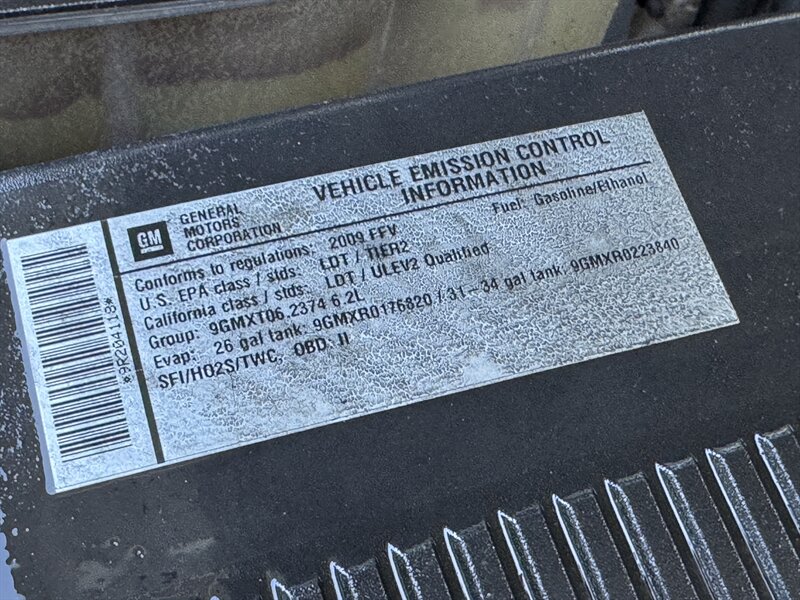 VEHICLE EMISSION CONTROL
INFORMATION
GM
GENERAL
MOTORS
CORPORATION
Fuel: Gasoline/Ethanol
Conforms to regulations: 2009 FFV
U.S. EPA class / stds: LDT / TIER2
California class / stds: LDT / ULEV2 Qualified
Group: 9GMXT06.2374 6.2L
Evap: 26 gal tank: 9GMXR0176820 / 31-34 gal tank: 9GMXR0223840
SFI/HO2S/TWC, OBD: II
*9R204118*